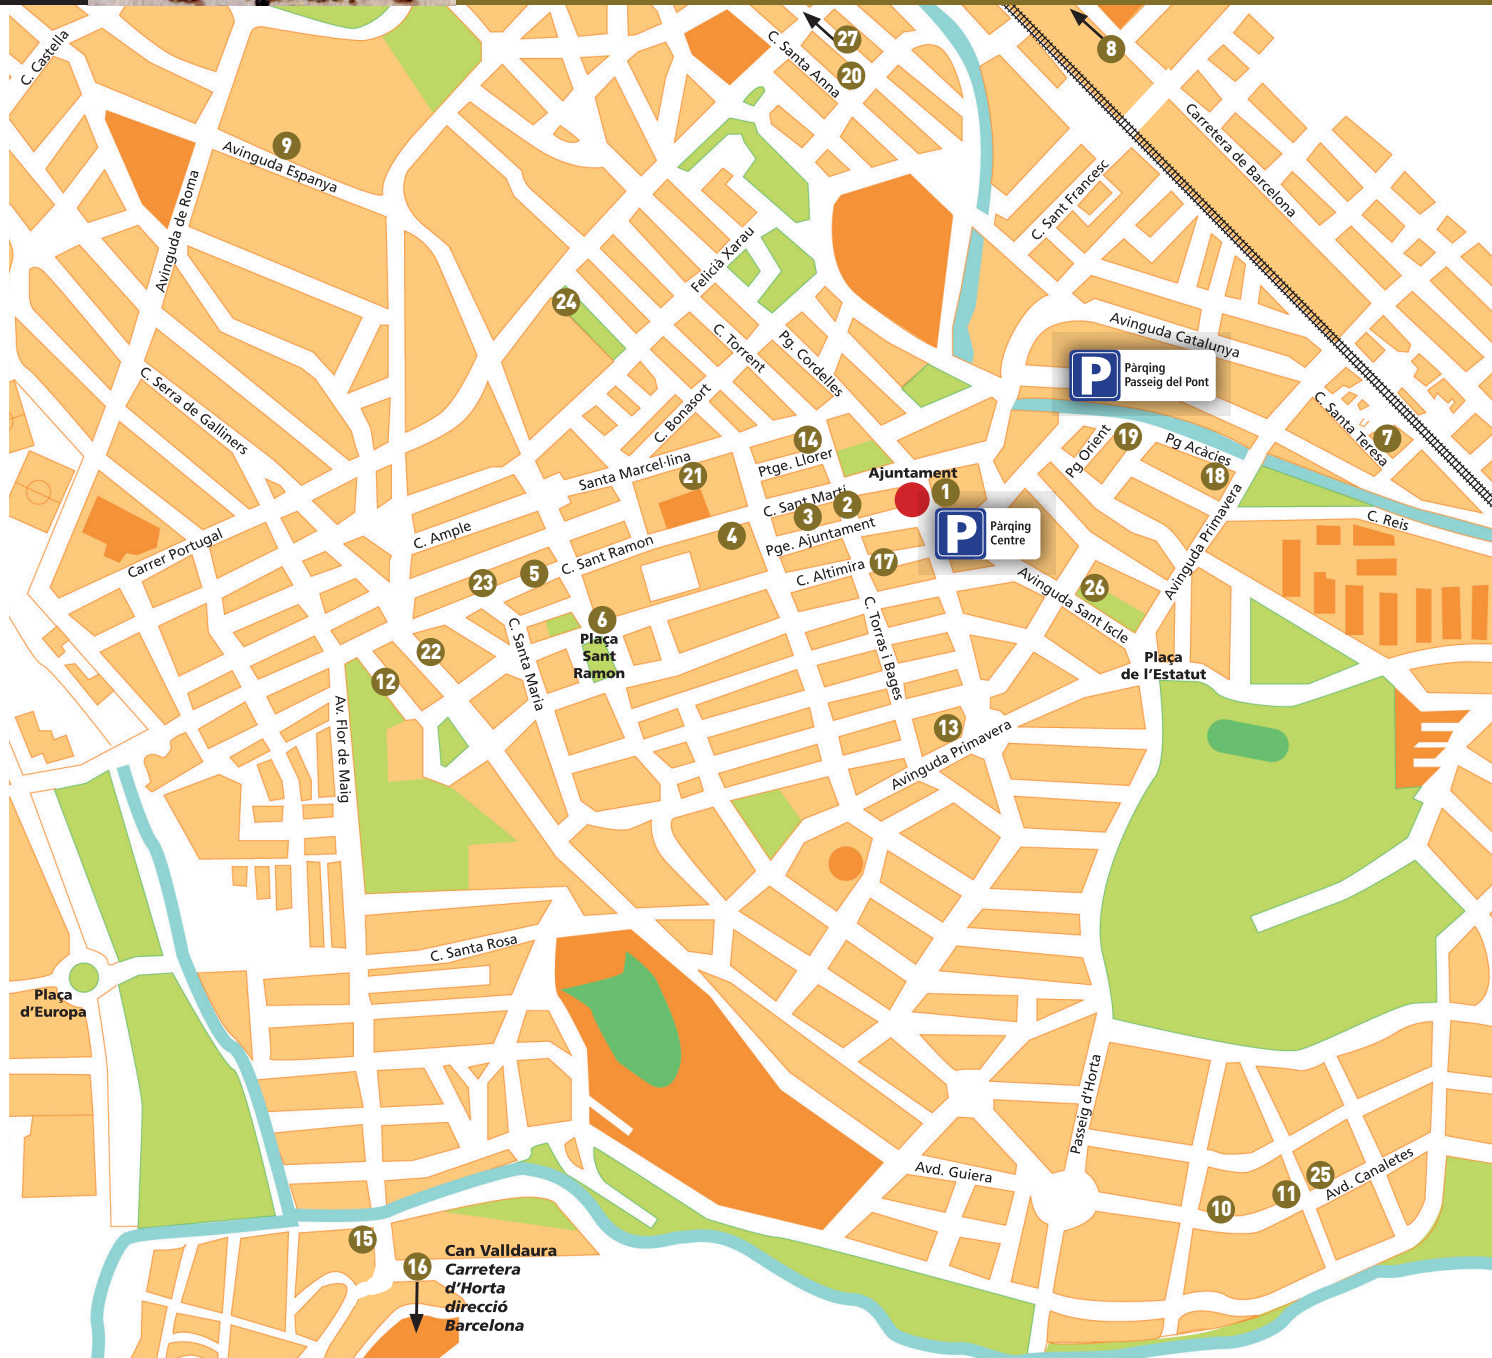 C. Castella
27
8
C. Santa Anna
20
Carretera de Barcelona
9
Avinguda Espanya
Avinguda de Roma
C. Sant Francesc
Felicià Xarau
24
Avinguda Catalunya
C. Torrent
Pg. Cordelles
P
Pàrqing
Passeig del Pont
C. Serra de Galliners
C. Bonasort
C. Santa Teresa
7
14
Pg Orient
19
Pg Acàcies
18
Santa Marcel·lina
21
Ptge. Llorer
Ajuntament
1
C. Sant Martí
2
3
Pge. Ajuntament
P
Pàrqing
Centre
C. Reis
Avinguda Primavera
C. Ample
4
Carrer Portugal
C. Sant Ramon
5
23
C. Altimira
17
Avinguda Sant Iscle
26
6
Plaça
Sant
Ramon
C. Santa Maria
C. Torras i Bages
22
12
Plaça
de l'Estatut
Av. Flor de Maig
13
Avinguda Primavera
C. Santa Rosa
Plaça
d'Europa
Passeig d'Horta
Avd. Guiera
25
Avd. Canaletes
11
10
15
16
Can Valldaura
Carretera
d'Horta
direcció
Barcelona